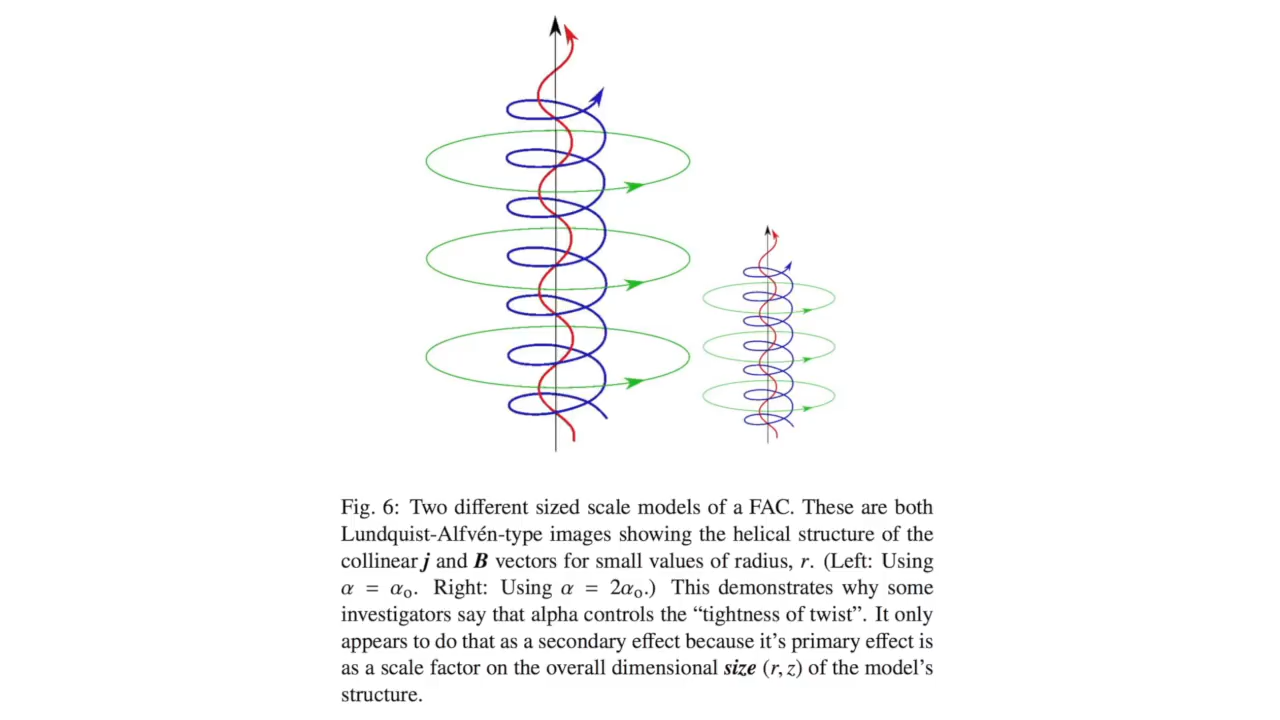 Fig. 6: Two different sized scale models of a FAC. These are both
Lundquist-Alfvén-type images showing the helical structure of the
collinear j and B vectors for small values of radius, r. (Left: Using
α = αo. Right: Using α = 2αo.) This demonstrates why some
investigators say that alpha controls the “tightness of twist”. It only
appears to do that as a secondary effect because it’s primary effect is
as a scale factor on the overall dimensional size (r, z) of the model’s
structure.